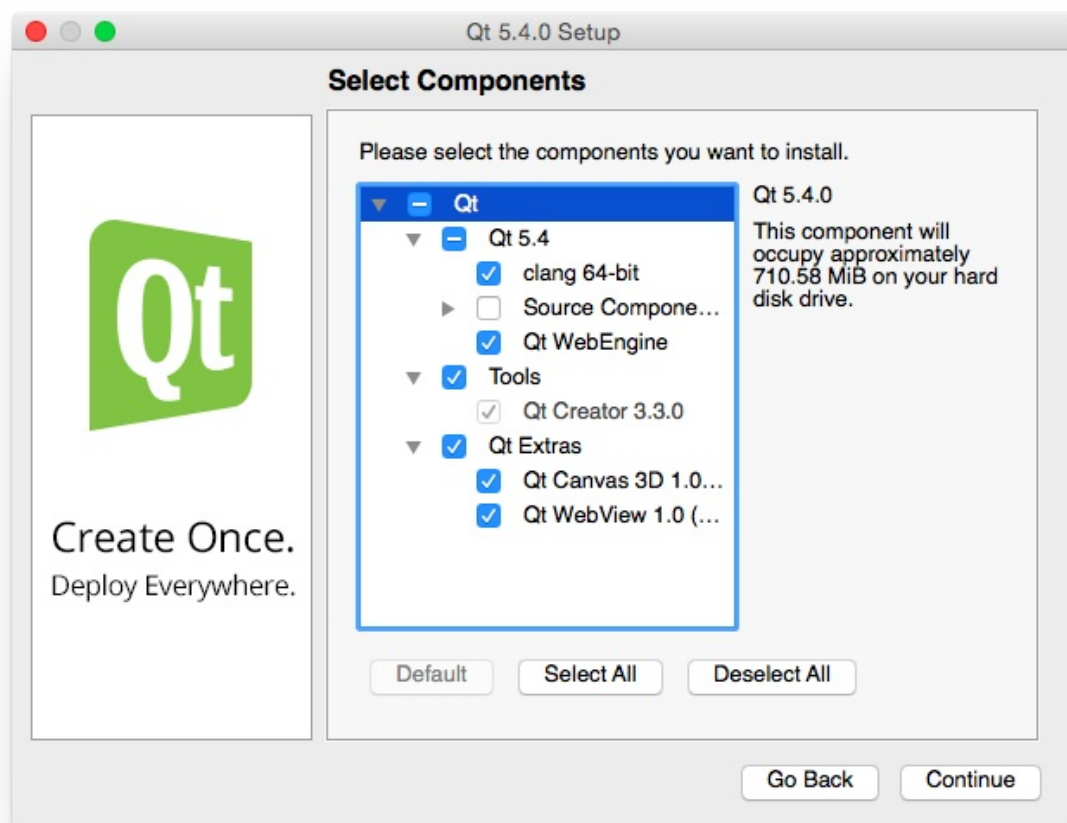 Qt 5.4.0 Setup
Select Components
Qt
Create Once.
Deploy Everywhere.
Please select the components you want to install.
Qt
Qt 5.4
clang 64-bit
Source Compone...
Qt WebEngine
Tools
Qt Creator 3.3.0
Qt Extras
Qt Canvas 3D 1.0...
Qt WebView 1.0 (...
Qt 5.4.0
This component will
occupy approximately
710.58 MiB on your hard
disk drive.
Default
Select All
Deselect All
Go Back
Continue